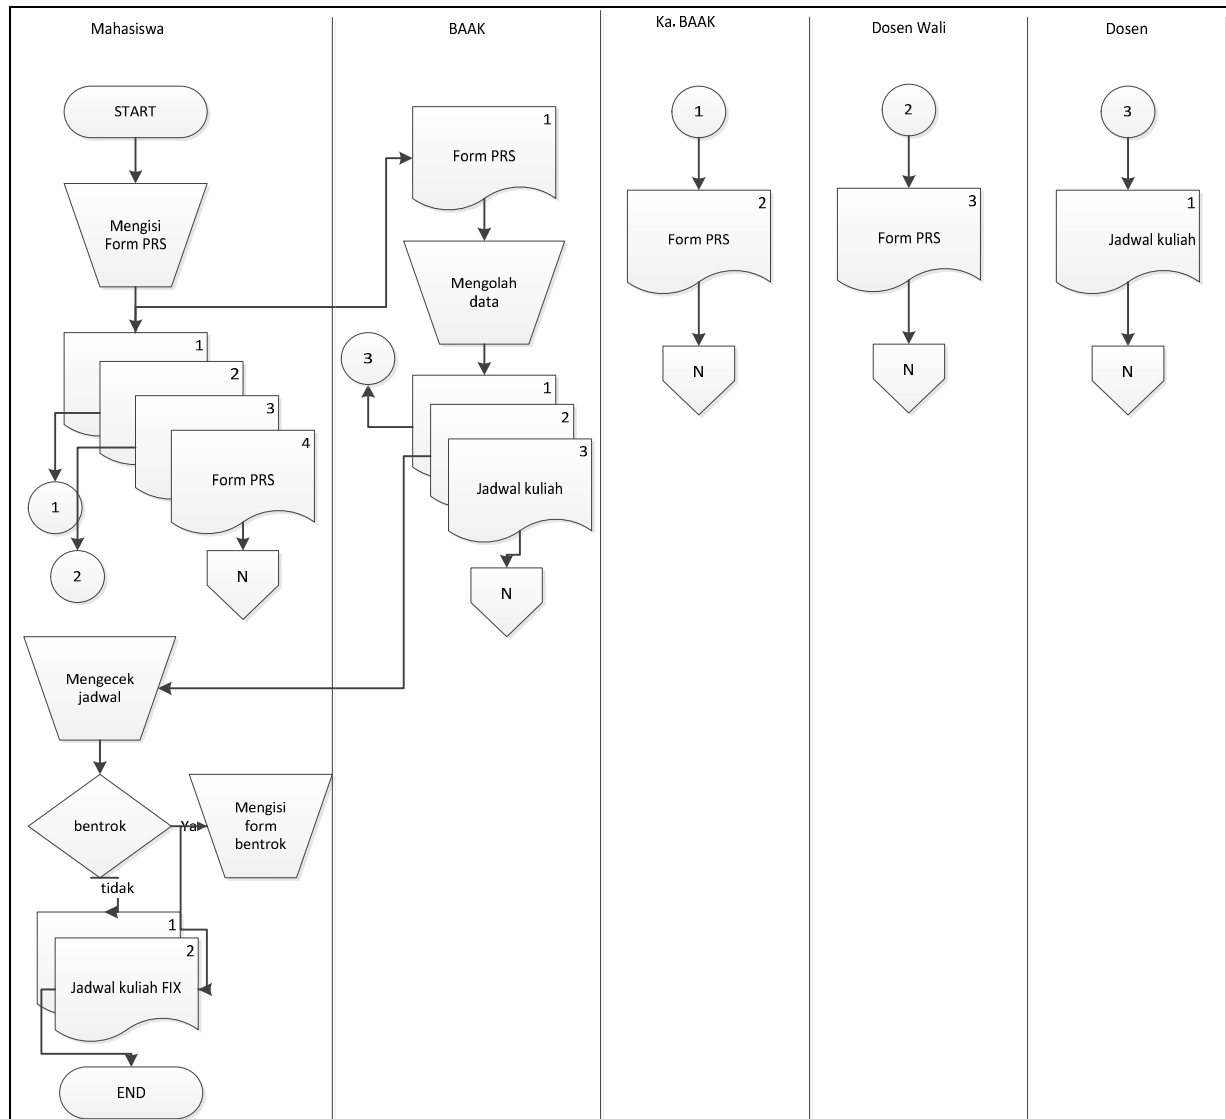 Mahasiswa
BAAK
Ka. BAAK
Dosen Wali
Dosen
START
Mengisi
Form PRS
1
2
3
4
Form PRS
1
2
N
Mengecek
jadwal
bentrok
Ya
Mengisi
form
bentrok
tidak
1
2
Jadwal kuliah FIX
END
1
Form PRS
Mengolah
data
3
1
2
3
Jadwal kuliah
N
1
2
Form PRS
N
2
3
Form PRS
N
3
1
Jadwal kuliah
N